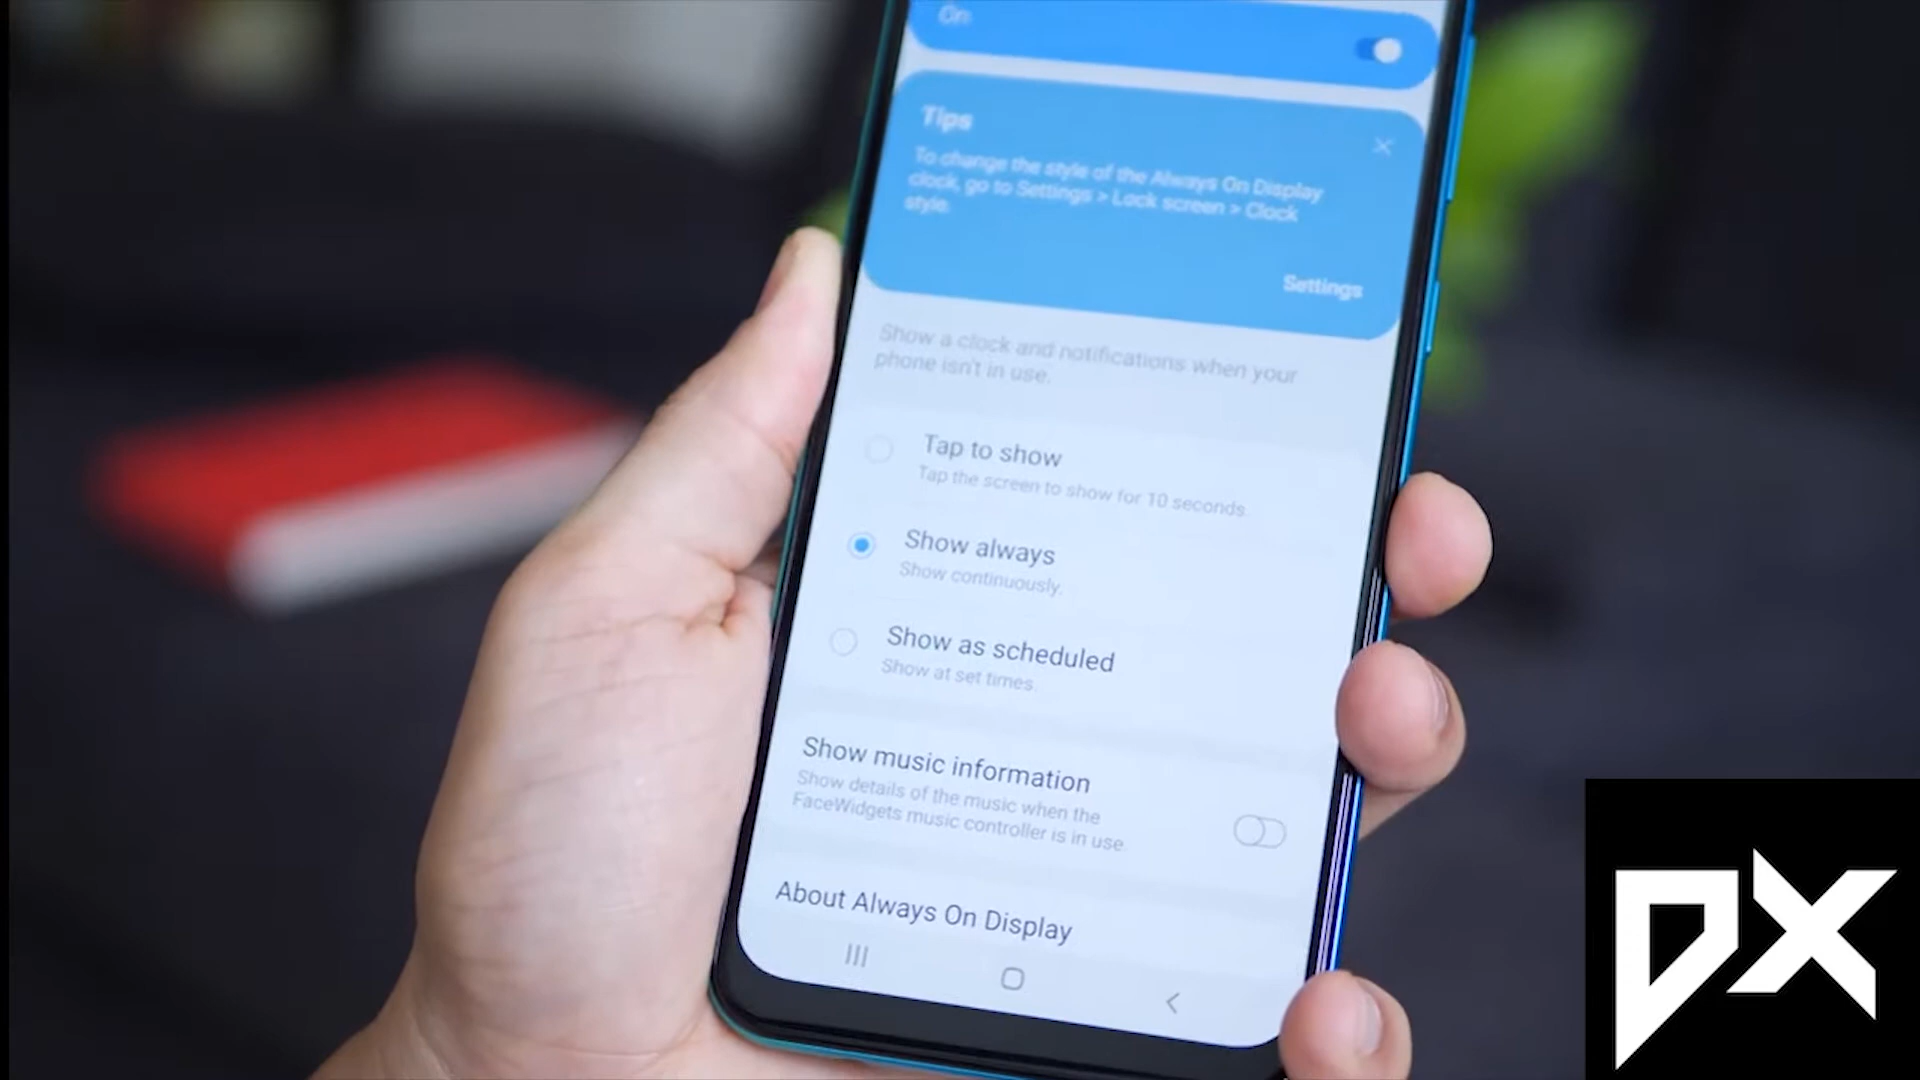 On
Tips
To change the style of the Always On Display
clock, go to Settings > Lock screen > Clock
style.
Settings
Show a clock and notifications when your
phone isn't in use.
Tap to show
Tap the screen to show for 10 seconds.
Show always
Show continuously.
Show as scheduled
Show at set times.
Show music information
Show details of the music when the
FaceWidgets music controller is in use.
About Always On Display
DX